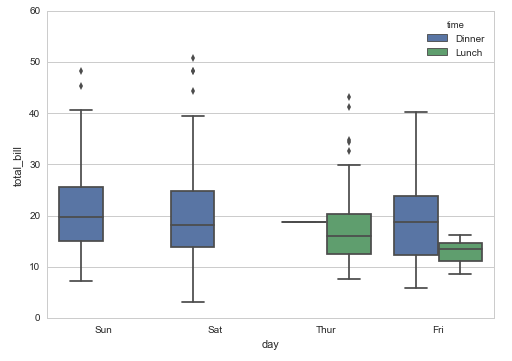 60
50
40
30
20
10
0
total_bill
time
Dinner
Lunch
Sun Sat Thur Fri
day